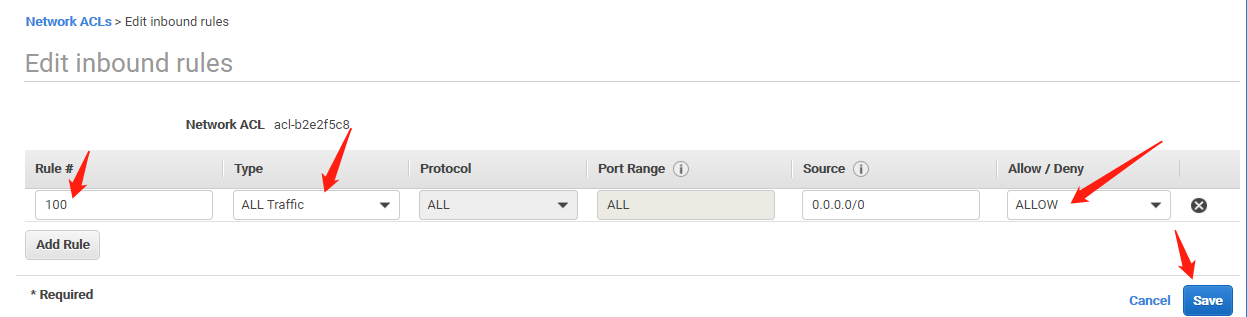 Network ACLs > Edit inbound rules
Edit inbound rules
Network ACL acl-b2e2f5c8
Rule # Type Protocol Port Range i Source i Allow / Deny
100 ALL Traffic ALL ALL 0.0.0.0/0 ALLOW
Add Rule
* Required
Cancel Save